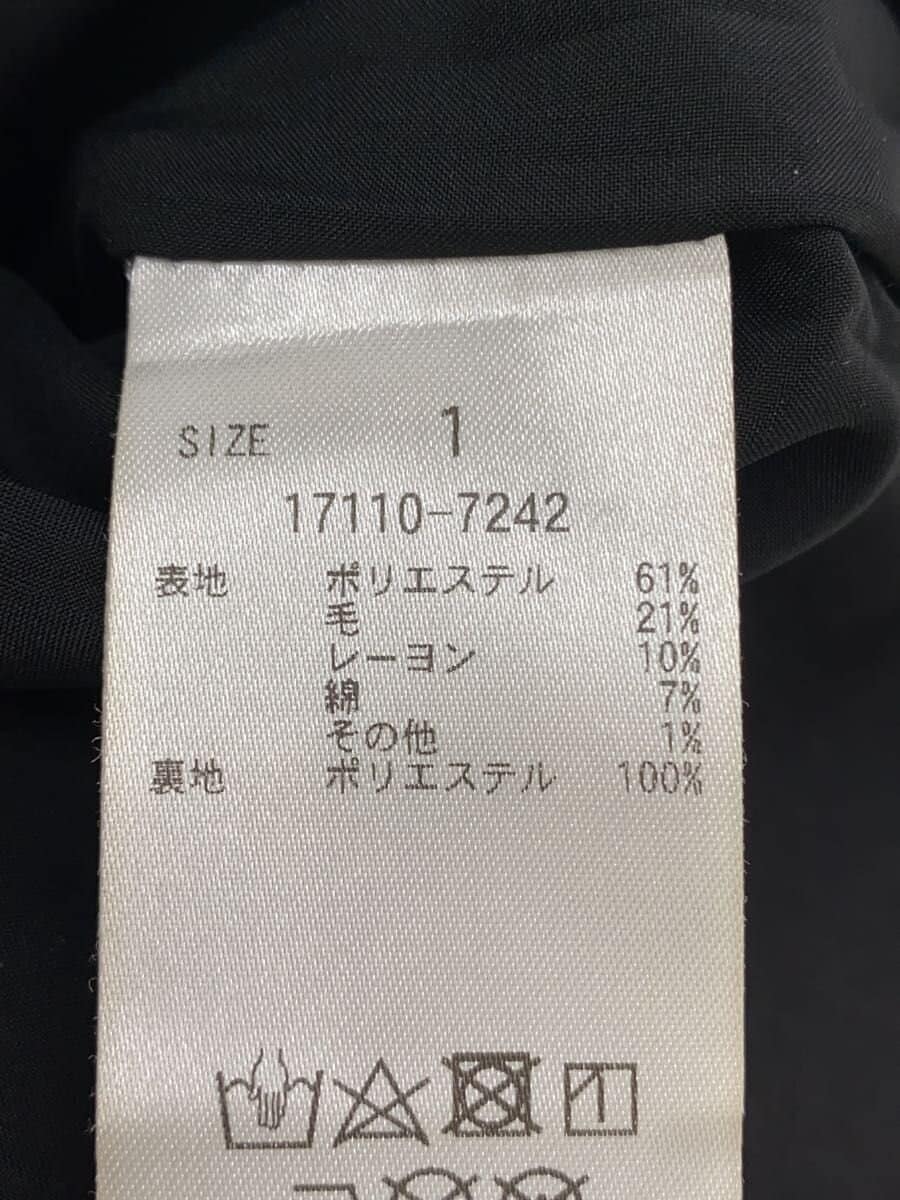 SIZE 1
17110-7242
表地 ポリエステル 61%
毛 21%
レーヨン 10%
綿 7%
その他 1%
裏地 ポリエステル 100%